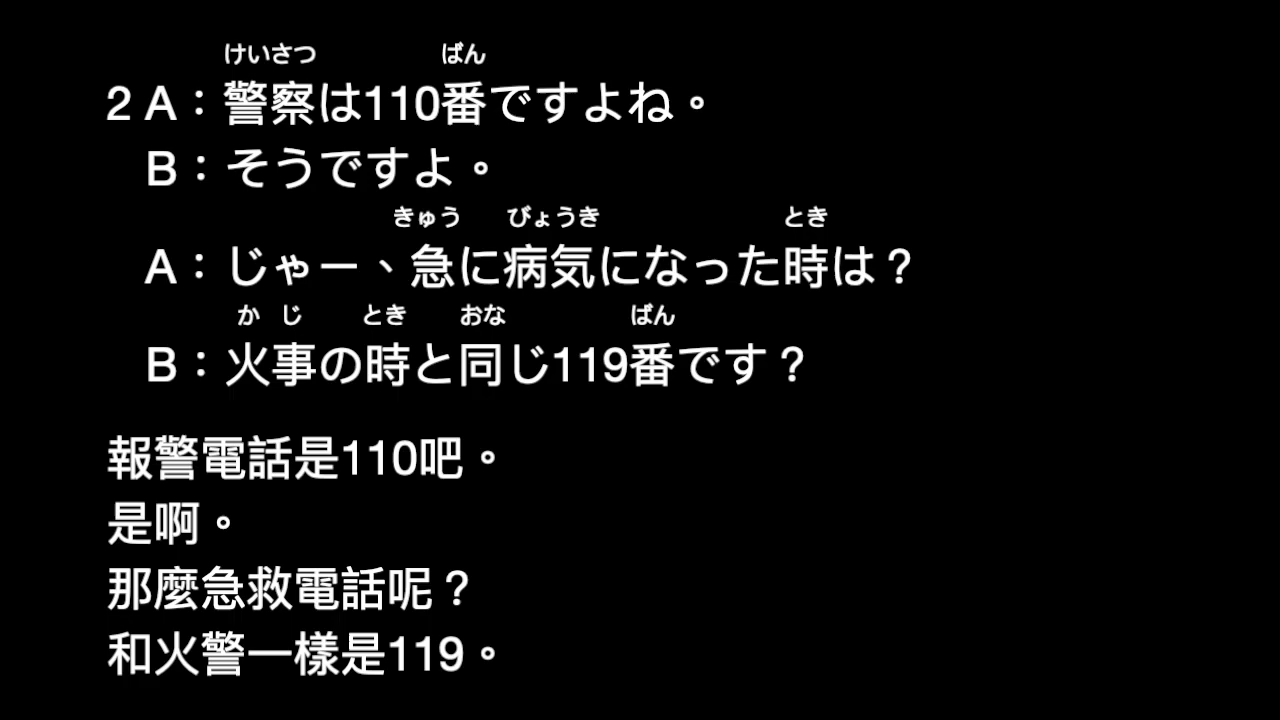 けいさつ ばん
2 A：警察は110番ですよね。
B：そうですよ。
きゅう びょうき とき
A：じゃー、急に病気になった時は？
か じ とき おな ばん
B：火事の時と同じ119番です？
報警電話是110吧。
是啊。
那麼急救電話呢？
和火警一樣是119。